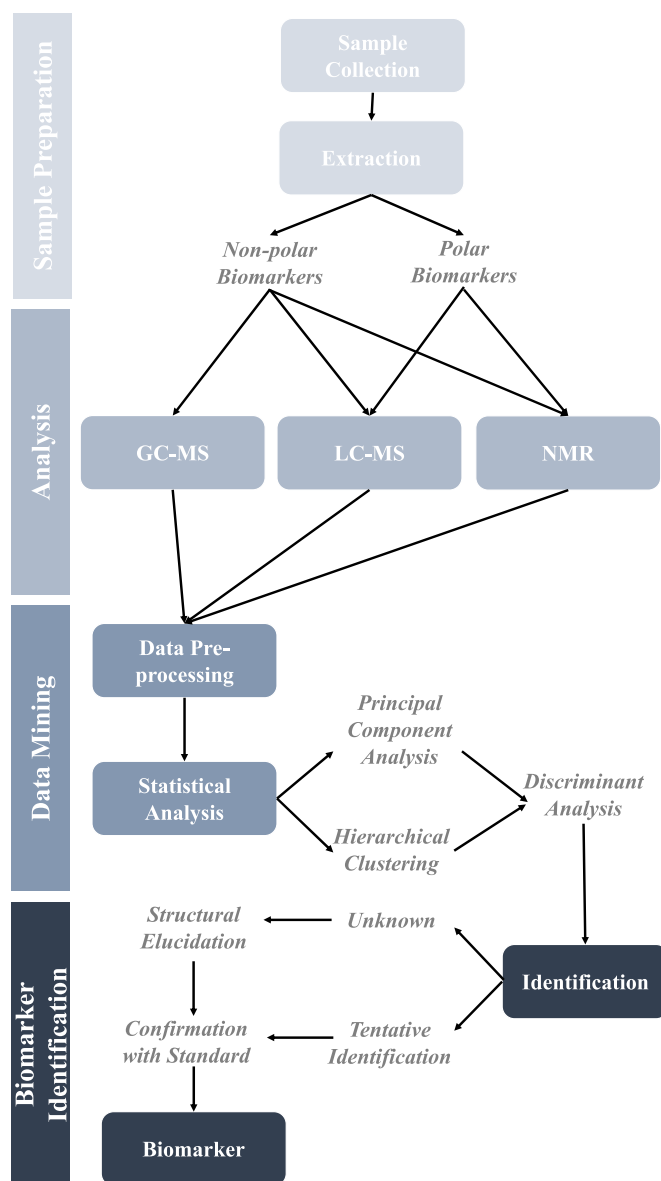 Sample Preparation
Sample
Collection
Extraction
Non-polar
Biomarkers
Polar
Biomarkers
Analysis
GC-MS
LC-MS
NMR
Data Mining
Data Pre-
processing
Statistical
Analysis
Principal
Component
Analysis
Hierarchical
Clustering
Discriminant
Analysis
Biomarker
Identification
Structural
Elucidation
Unknown
Identification
Confirmation
with Standard
Tentative
Identification
Biomarker